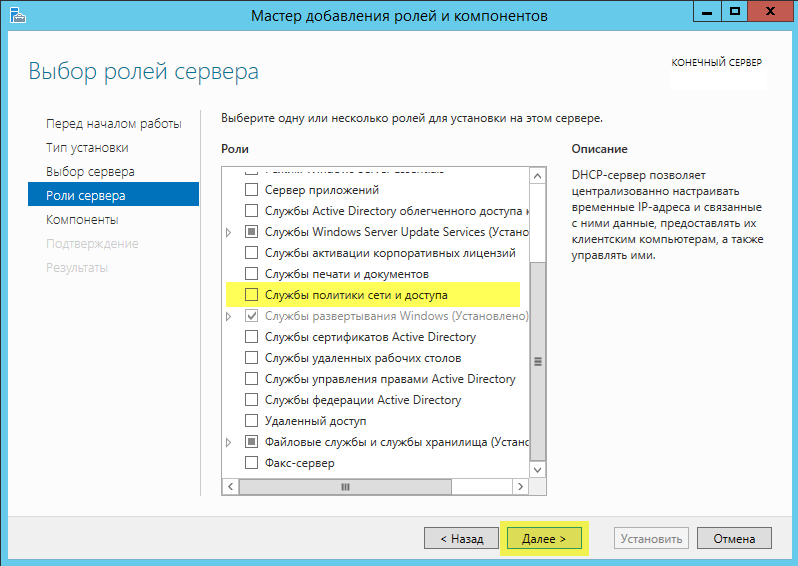 Мастер добавления ролей и компонентов
Выбор ролей сервера
КОНЕЧНЫЙ СЕРВЕР
Перед началом работы
Тип установки
Выбор сервера
Роли сервера
Компоненты
Подтверждение
Результаты
Выберите одну или несколько ролей для установки на этом сервере.
Роли
Сервер приложений
Службы Active Directory облегченного доступа к
Службы Windows Server Update Services (Устано
Службы активации корпоративных лицензий
Службы печати и документов
Службы политики сети и доступа
Службы развертывания Windows (Установлено)
Службы сертификатов Active Directory
Службы удаленных рабочих столов
Службы управления правами Active Directory
Службы федерации Active Directory
Удаленный доступ
Файловые службы и службы хранилища (Устано
Факс-сервер
Описание
DHCP-сервер позволяет
централизованно настраивать
временные IP-адреса и связанные
с ними данные, предоставлять их
клиентским компьютерам, а также
управлять ими.
< Назад
Далее >
Установить
Отмена